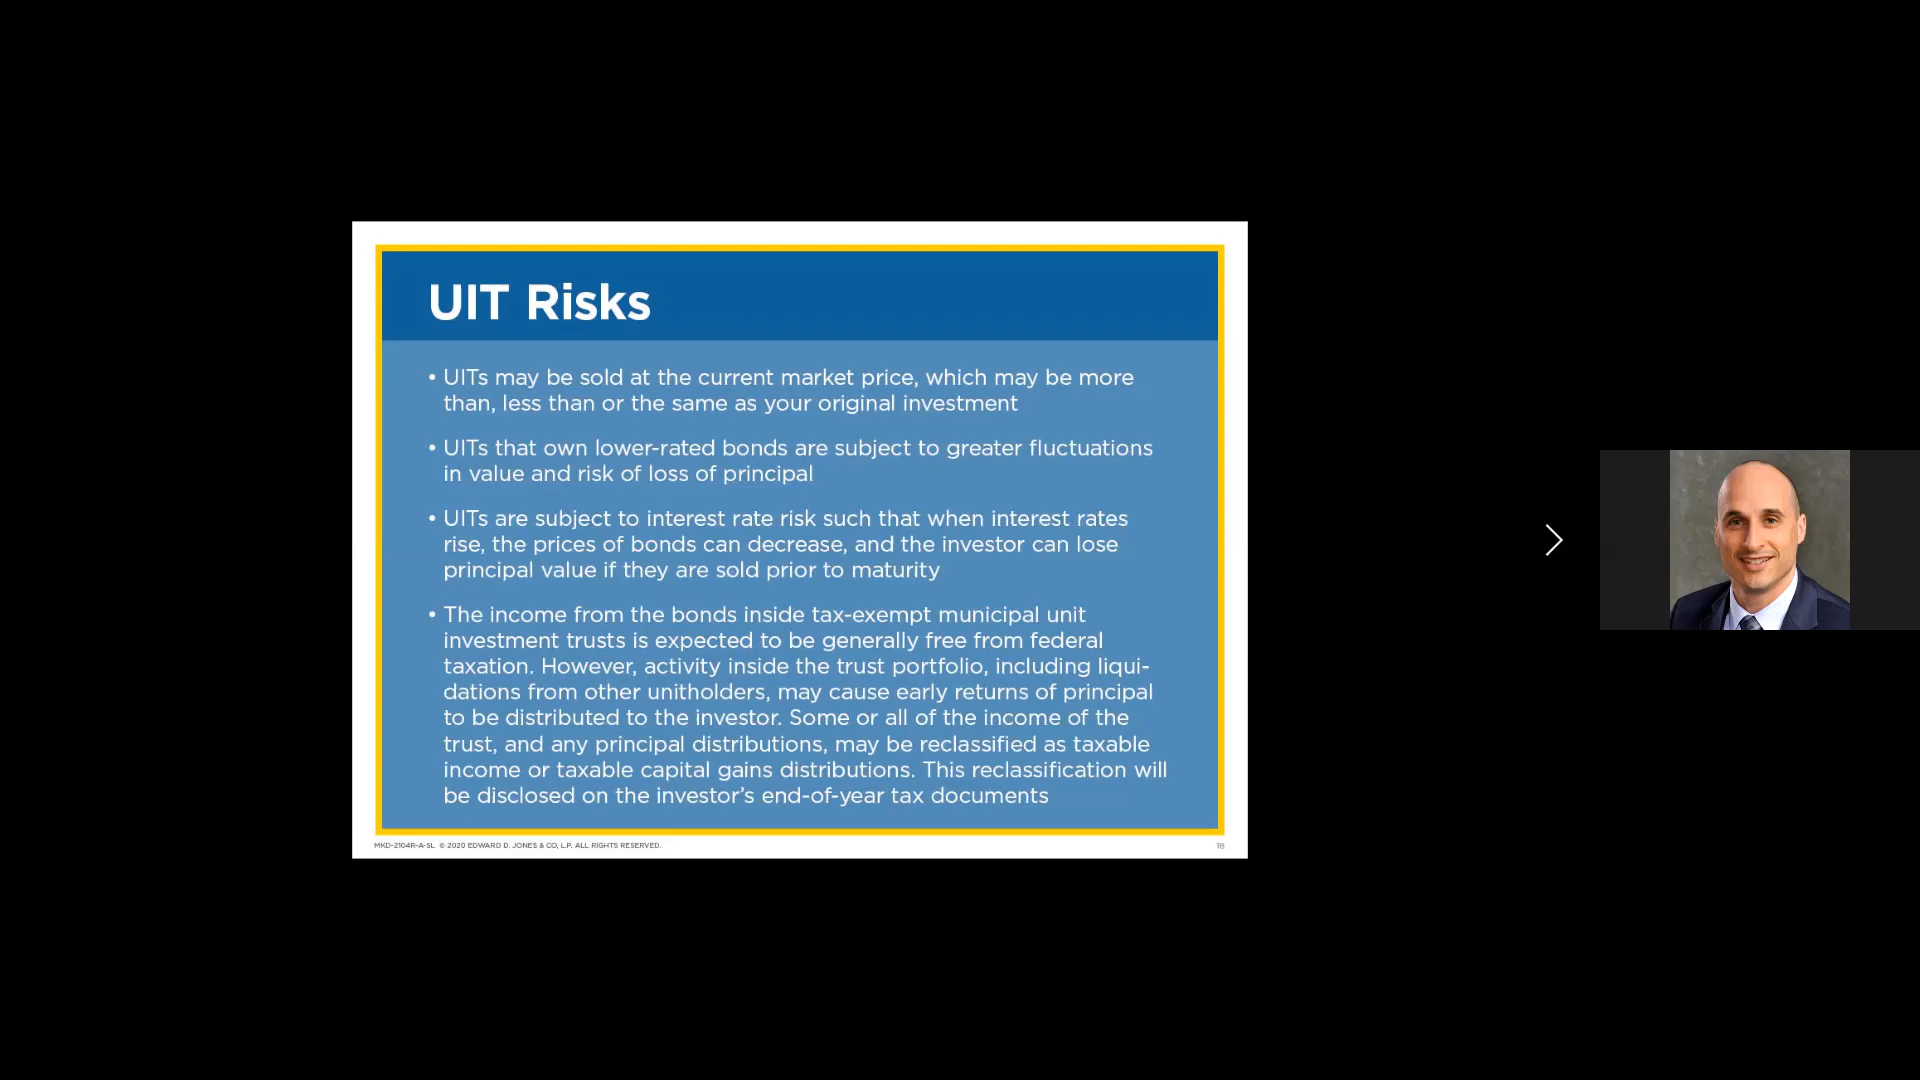 UIT Risks
• UITs may be sold at the current market price, which may be more
than, less than or the same as your original investment
• UITs that own lower-rated bonds are subject to greater fluctuations
in value and risk of loss of principal
• UITs are subject to interest rate risk such that when interest rates
rise, the prices of bonds can decrease, and the investor can lose
principal value if they are sold prior to maturity
• The income from the bonds inside tax-exempt municipal unit
investment trusts is expected to be generally free from federal
taxation. However, activity inside the trust portfolio, including liqui-
dations from other unitholders, may cause early returns of principal
to be distributed to the investor. Some or all of the income of the
trust, and any principal distributions, may be reclassified as taxable
income or taxable capital gains distributions. This reclassification will
be disclosed on the investor’s end-of-year tax documents
MKD-2104R-A-SL © 2020 EDWARD D. JONES & CO, L.P. ALL RIGHTS RESERVED.
18